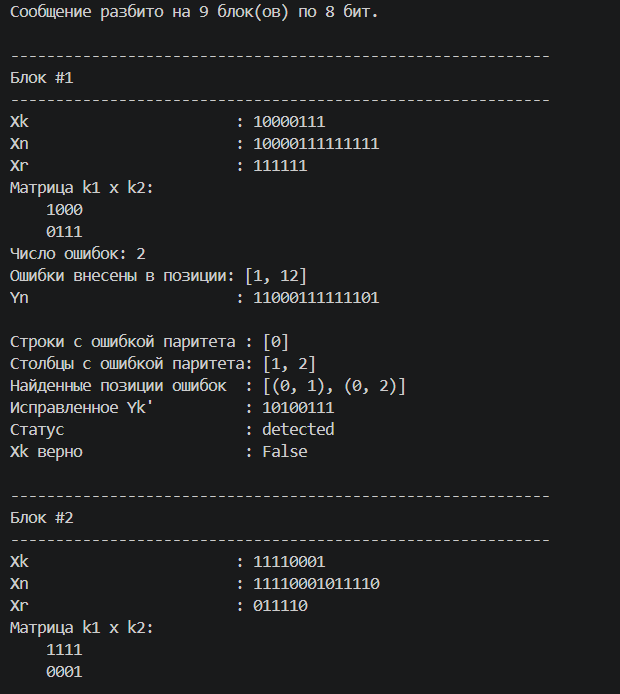 Сообщение разбито на 9 блок(ов) по 8 бит.
------------------------------------------------------------
Блок #1
------------------------------------------------------------
Xk : 10000111
Xn : 10000111111111
Xr : 111111
Матрица k1 x k2:
1000
0111
Число ошибок: 2
Ошибки внесены в позиции: [1, 12]
Yn : 11000111111101
Строки с ошибкой паритета : [0]
Столбцы с ошибкой паритета: [1, 2]
Найденные позиции ошибок : [(0, 1), (0, 2)]
Исправленное Yk' : 10100111
Статус : detected
Xk верно : False
------------------------------------------------------------
Блок #2
------------------------------------------------------------
Xk : 11110001
Xn : 11110001011110
Xr : 011110
Матрица k1 x k2:
1111
0001